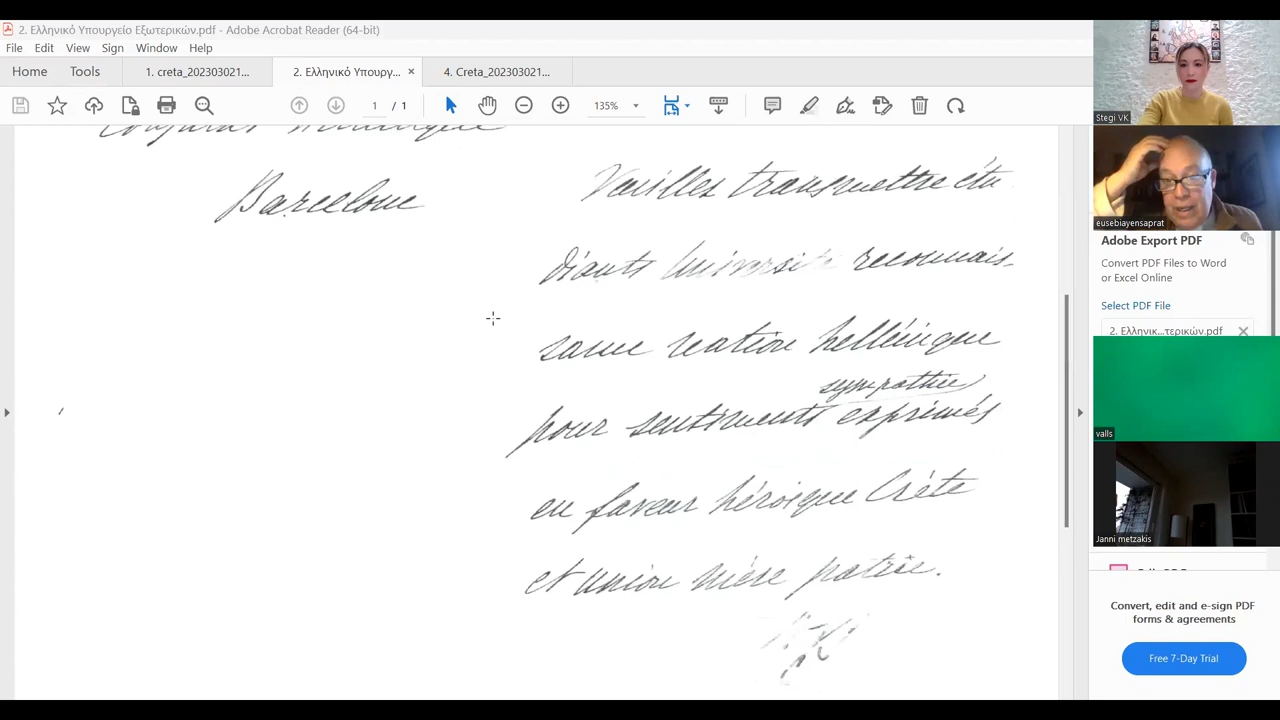 2. Ελληνικό Υπουργείο Εξωτερικών.pdf - Adobe Acrobat Reader (64-bit)
File Edit View Sign Window Help
Home Tools 1. creta_202303021... 2. Ελληνικό Υπουργ... × 4. Creta_202303021...
1 / 1 135%
Barcelone
Veuillez transmettre étu
diants Université reconnais-
sance nation hellénique
sympathie
pour sentiments exprimés
en faveur héroïque Crète
et union mère patrie.
Stegi VK
eusebiayensaprat
Adobe Export PDF
Convert PDF Files to Word
or Excel Online
Select PDF File
2. Ελληνικ...τερικών.pdf
valls
Janni metzakis
Convert, edit and e-sign PDF
forms & agreements
Free 7-Day Trial